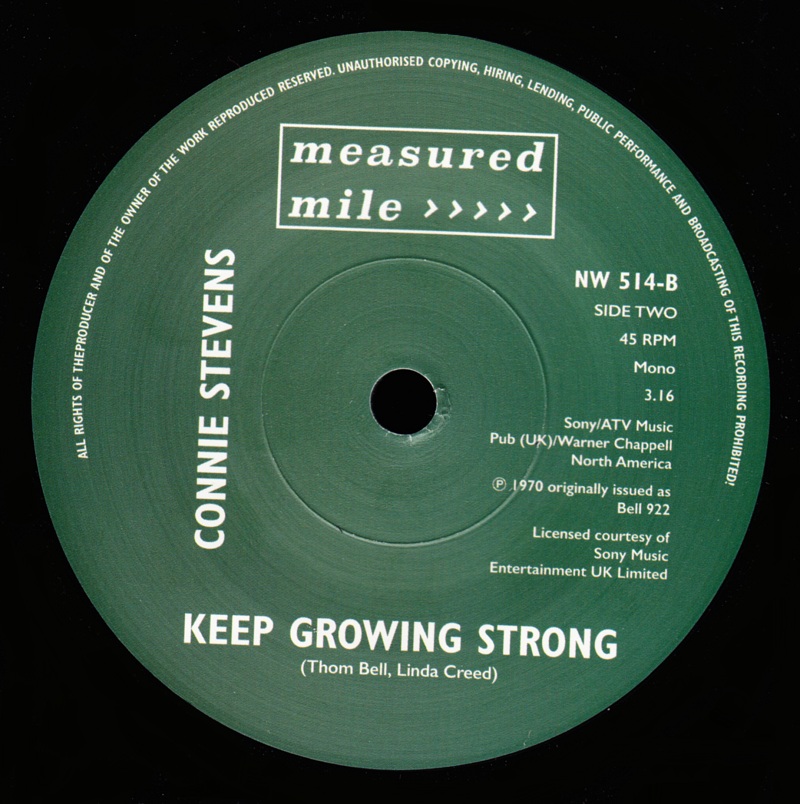 ALL RIGHTS OF THEPRODUCER AND OF THE OWNER OF THE WORK REPRODUCED RESERVED. UNAUTHORISED COPYING, HIRING, LENDING, PUBLIC PERFORMANCE AND BROADCASTING OF THIS RECORDING PROHIBITED!
measured
mile >>>>>
CONNIE STEVENS
NW 514-B
SIDE TWO
45 RPM
Mono
3.16
Sony/ATV Music
Pub (UK)/Warner Chappell
North America
℗ 1970 originally issued as
Bell 922
Licensed courtesy of
Sony Music
Entertainment UK Limited
KEEP GROWING STRONG
(Thom Bell, Linda Creed)